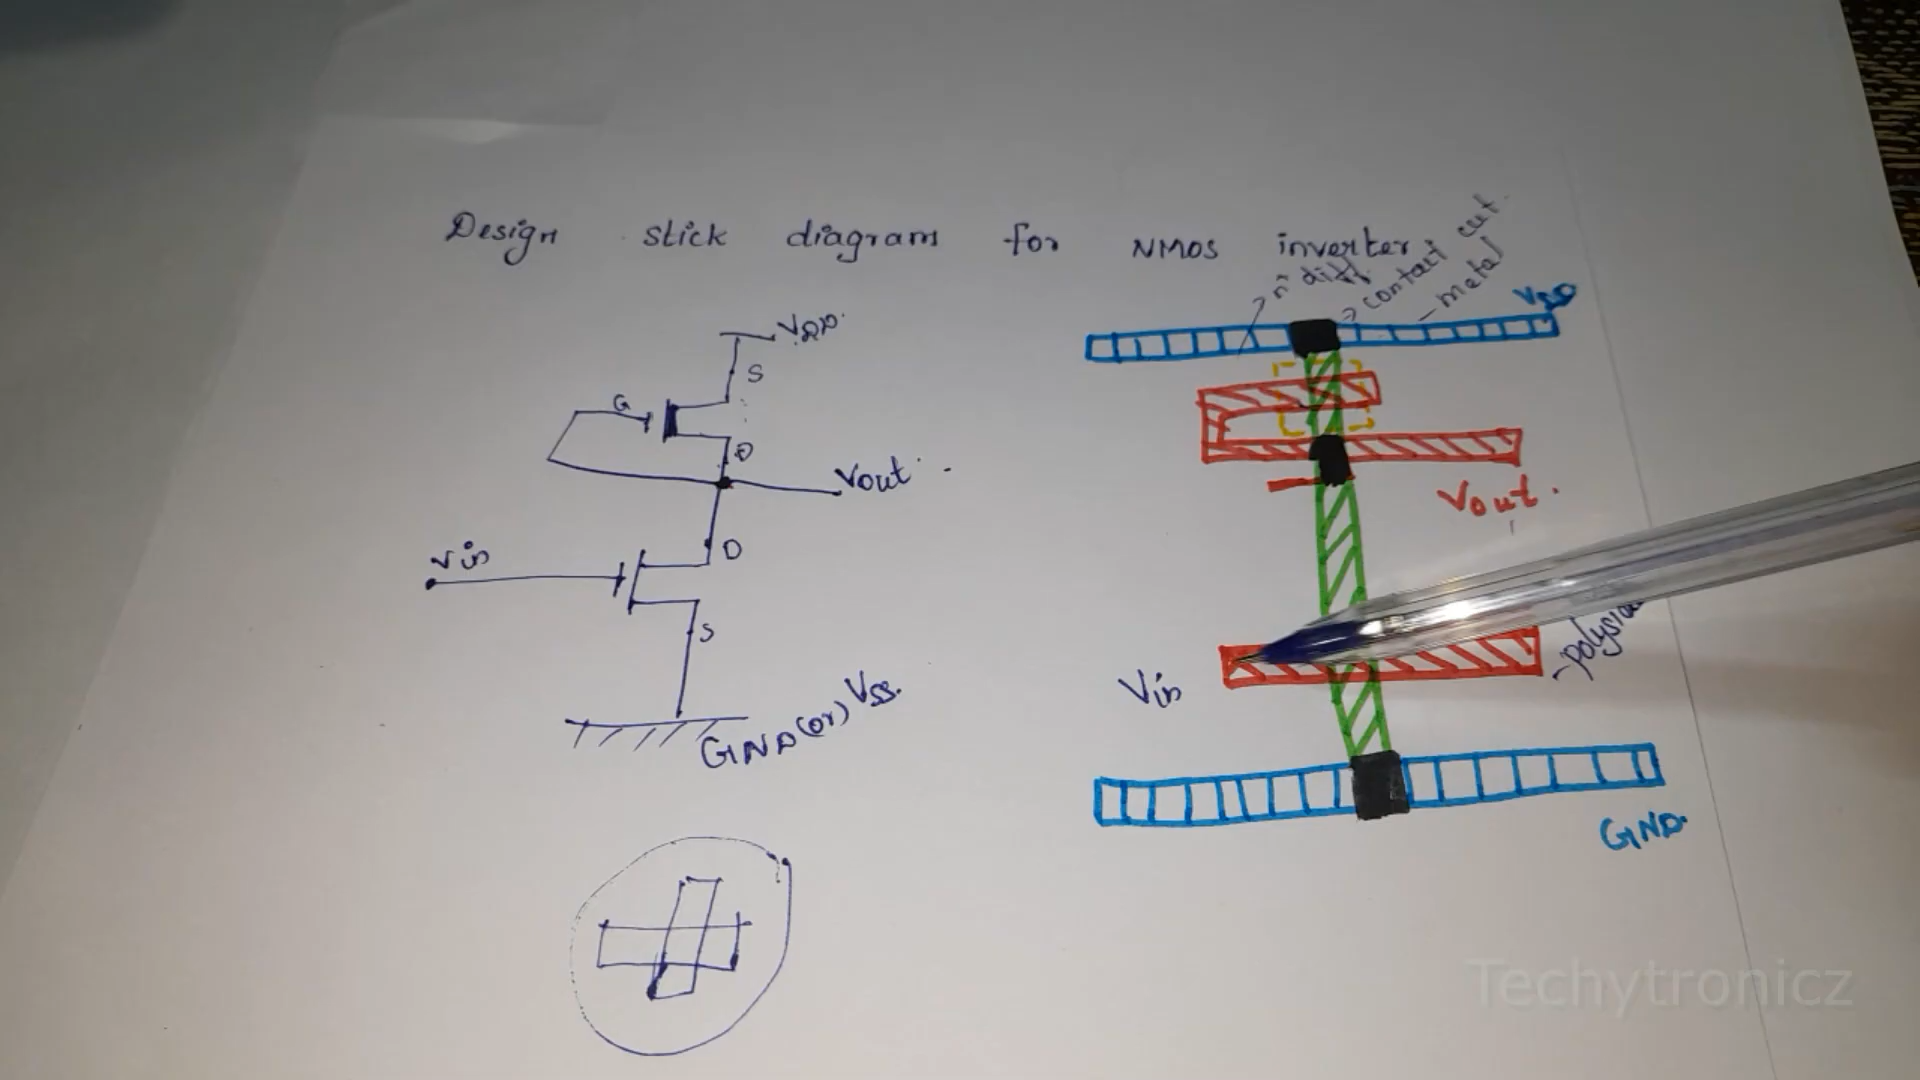 Design stick diagram for NMOS inverter
n+ diff.
contact cut.
metal
VDD.
S
G
D
Vout
Vin
D
S
GND (or) VSS.
VDD
Vout.
Vin
GND.
Techytronicz